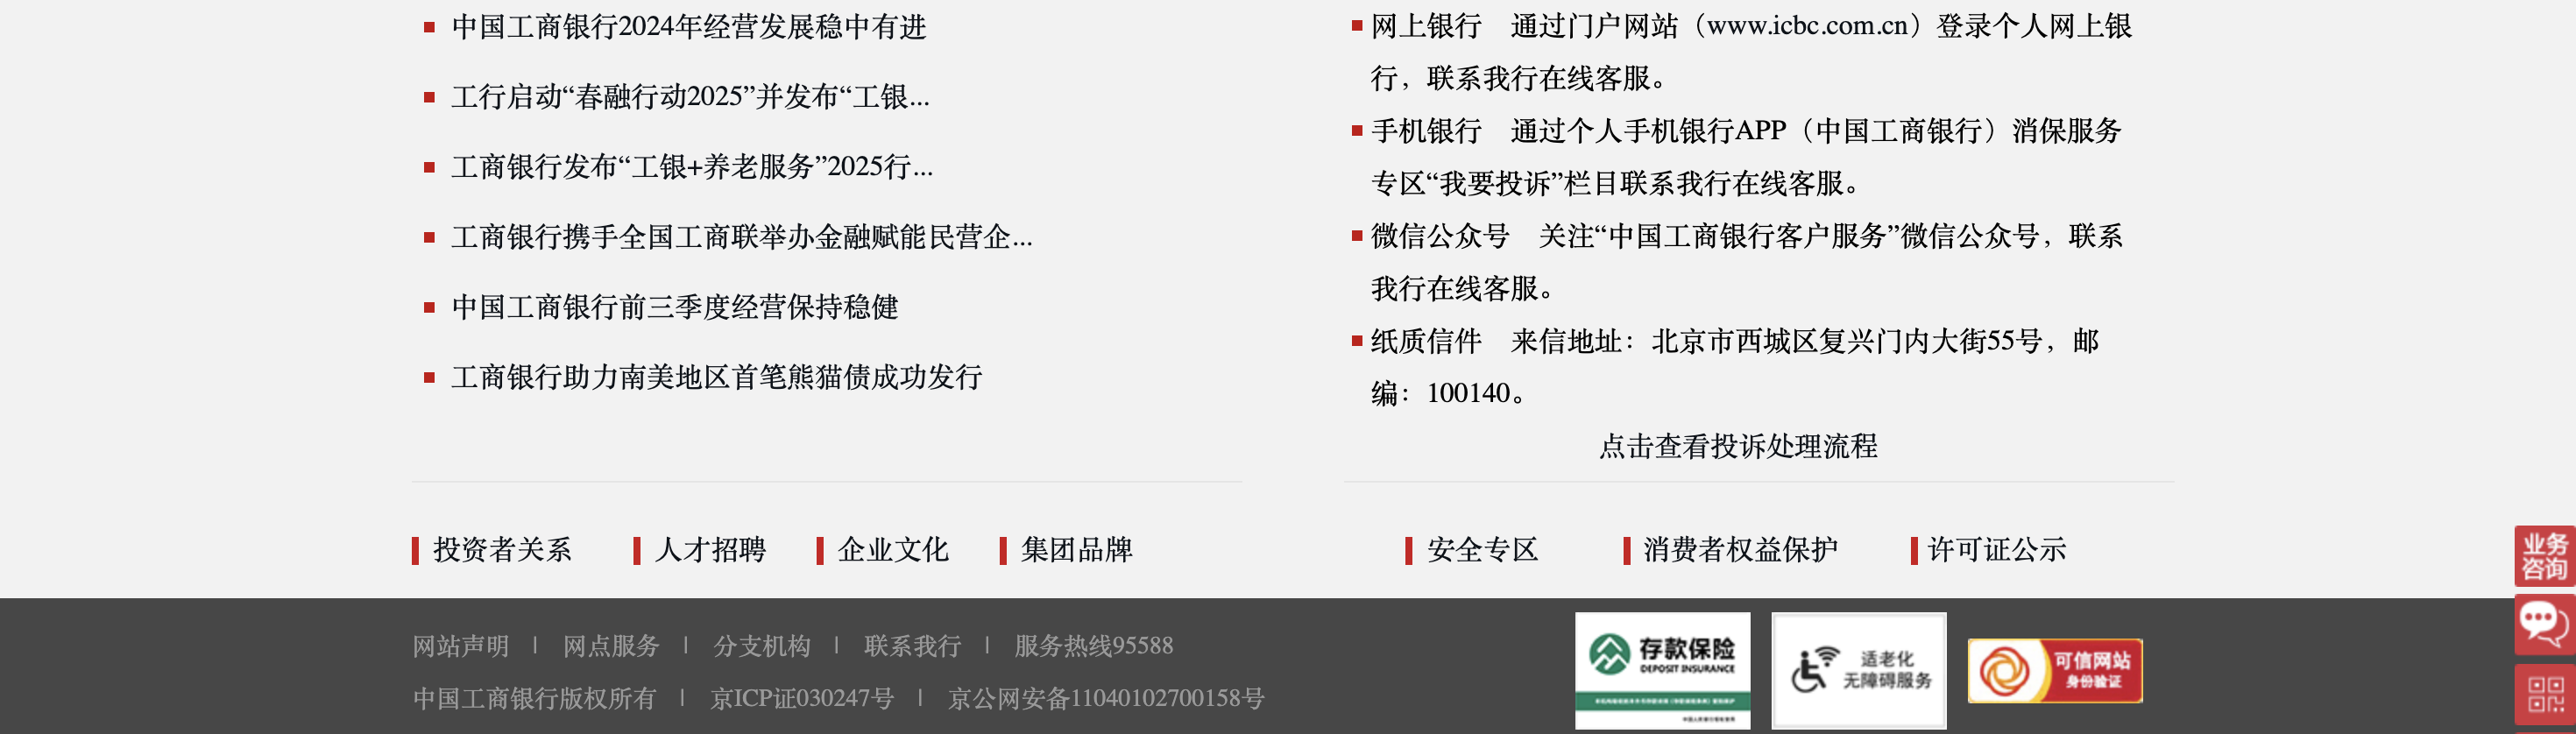 中国工商银行2024年经营发展稳中有进
工行启动“春融行动2025”并发布“工银...
工商银行发布“工银+养老服务”2025行...
工商银行携手全国工商联举办金融赋能民营企...
中国工商银行前三季度经营保持稳健
工商银行助力南美地区首笔熊猫债成功发行
网上银行　通过门户网站（www.icbc.com.cn）登录个人网上银
行，联系我行在线客服。
手机银行　通过个人手机银行APP（中国工商银行）消保服务
专区“我要投诉”栏目联系我行在线客服。
微信公众号　关注“中国工商银行客户服务”微信公众号，联系
我行在线客服。
纸质信件　来信地址：北京市西城区复兴门内大街55号，邮
编：100140。
点击查看投诉处理流程
投资者关系 人才招聘 企业文化 集团品牌
安全专区 消费者权益保护 许可证公示
业务
咨询
网站声明 | 网点服务 | 分支机构 | 联系我行 | 服务热线95588
中国工商银行版权所有 | 京ICP证030247号 | 京公网安备11040102700158号
存款保险
DEPOSIT INSURANCE
适老化
无障碍服务
可信网站
身份验证